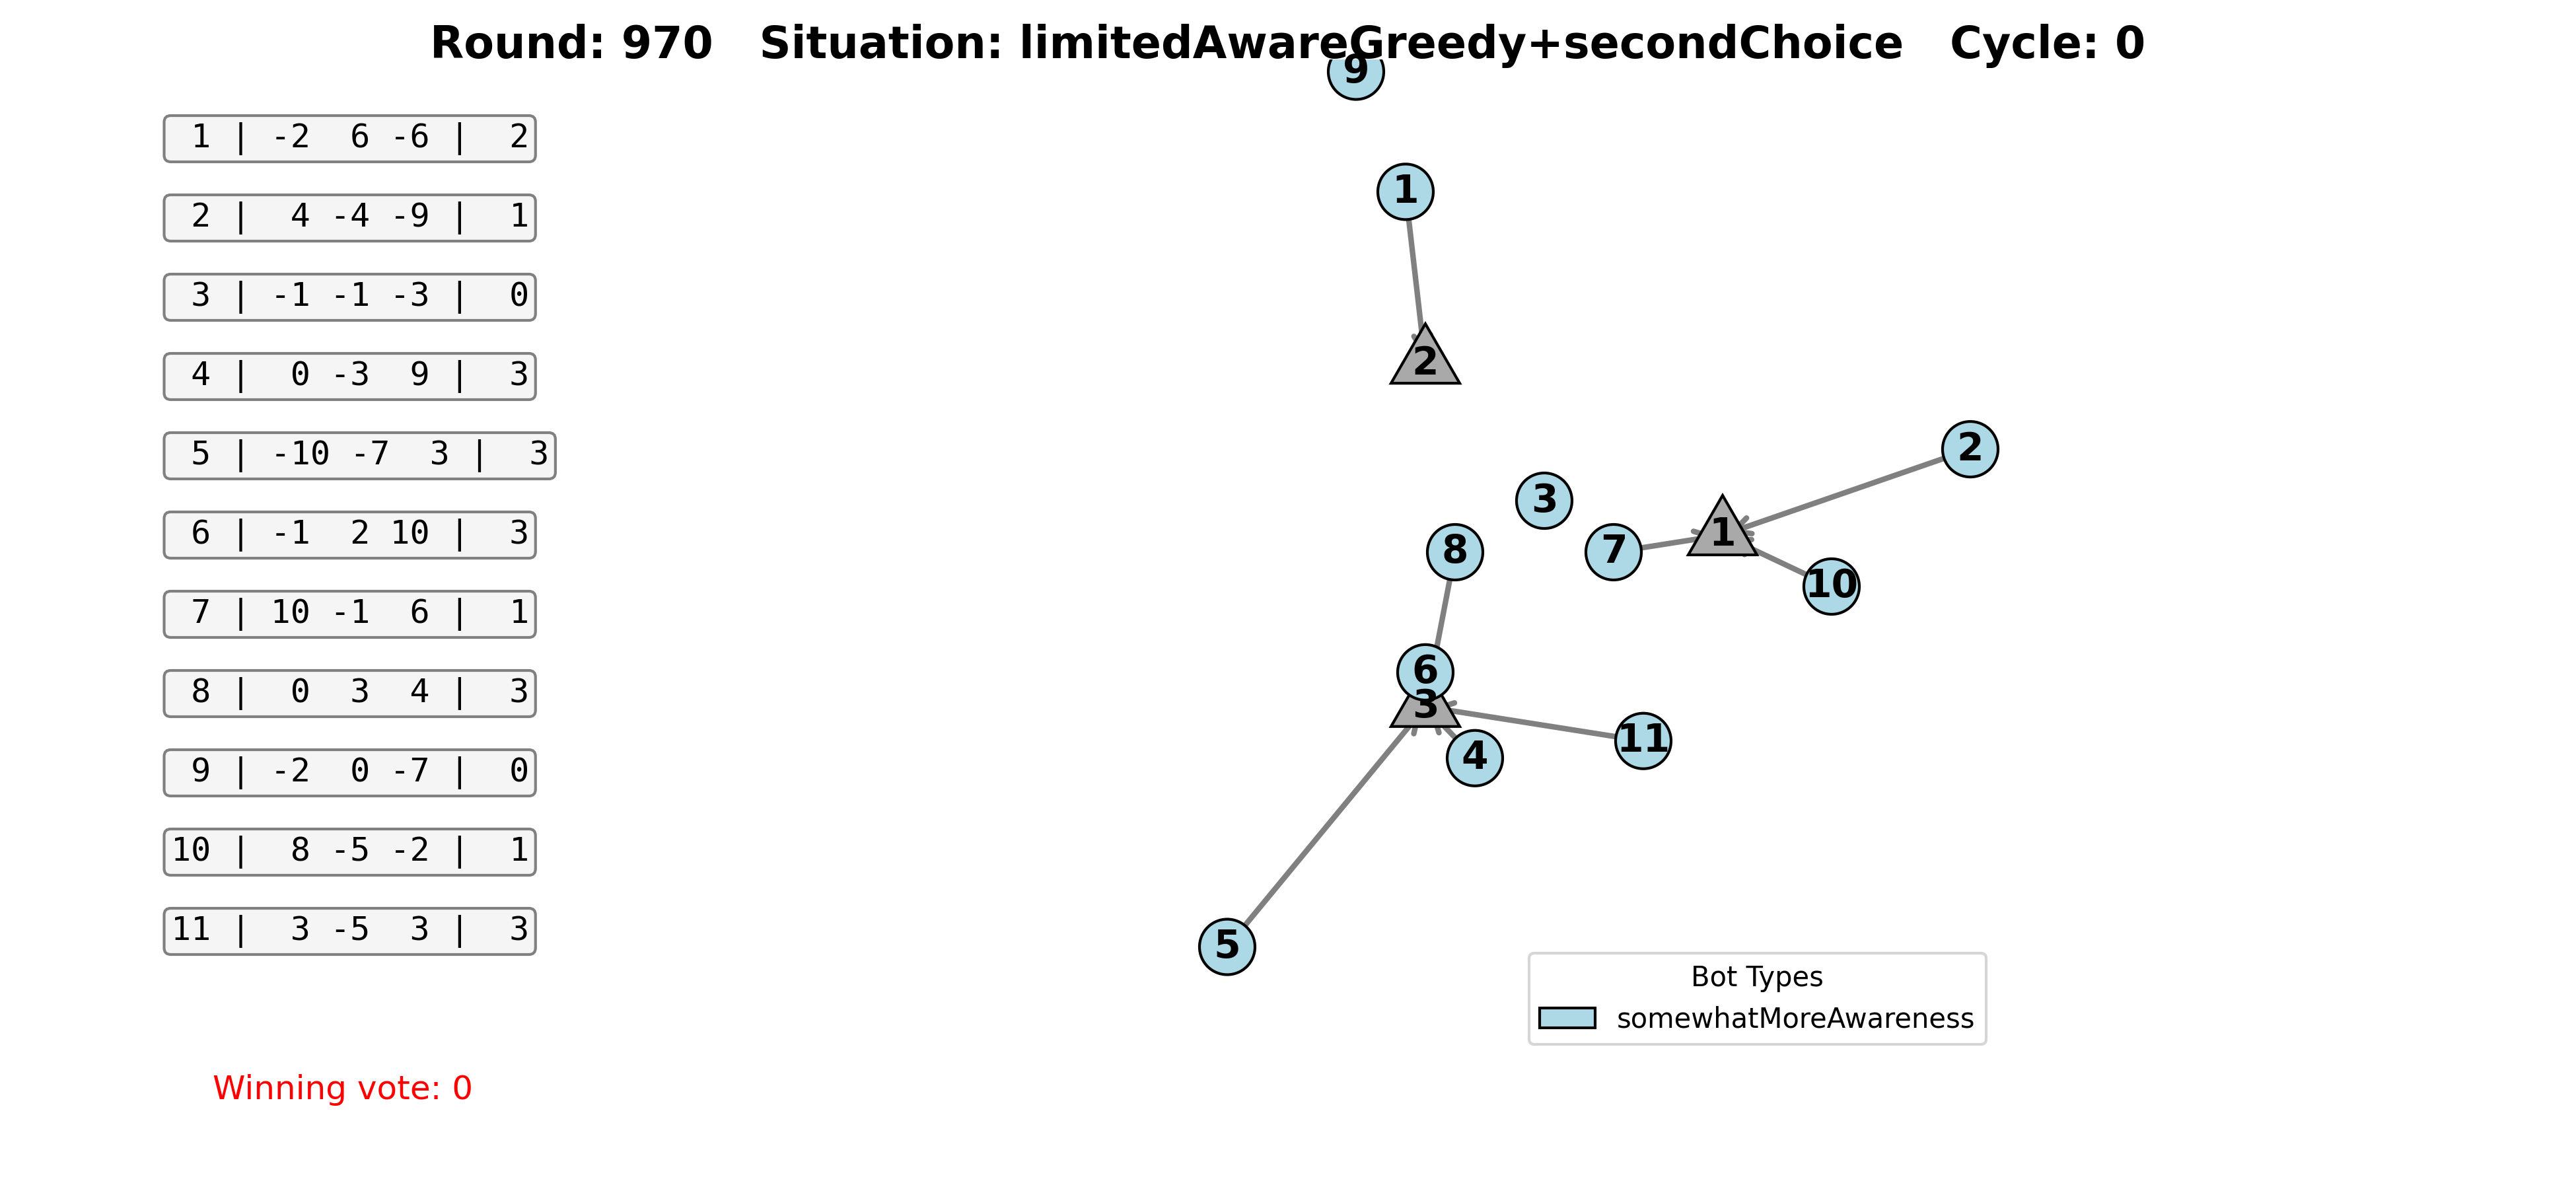 Round: 970   Situation: limitedAwareGreedy+secondChoice   Cycle: 0
1 | -2  6 -6 |  2
2 |  4 -4 -9 |  1
3 | -1 -1 -3 |  0
4 |  0 -3  9 |  3
5 | -10 -7  3 |  3
6 | -1  2 10 |  3
7 | 10 -1  6 |  1
8 |  0  3  4 |  3
9 | -2  0 -7 |  0
10 |  8 -5 -2 |  1
11 |  3 -5  3 |  3
Winning vote: 0
9
1
2
2
3
1
8
7
10
6
3
11
4
5
Bot Types
somewhatMoreAwareness